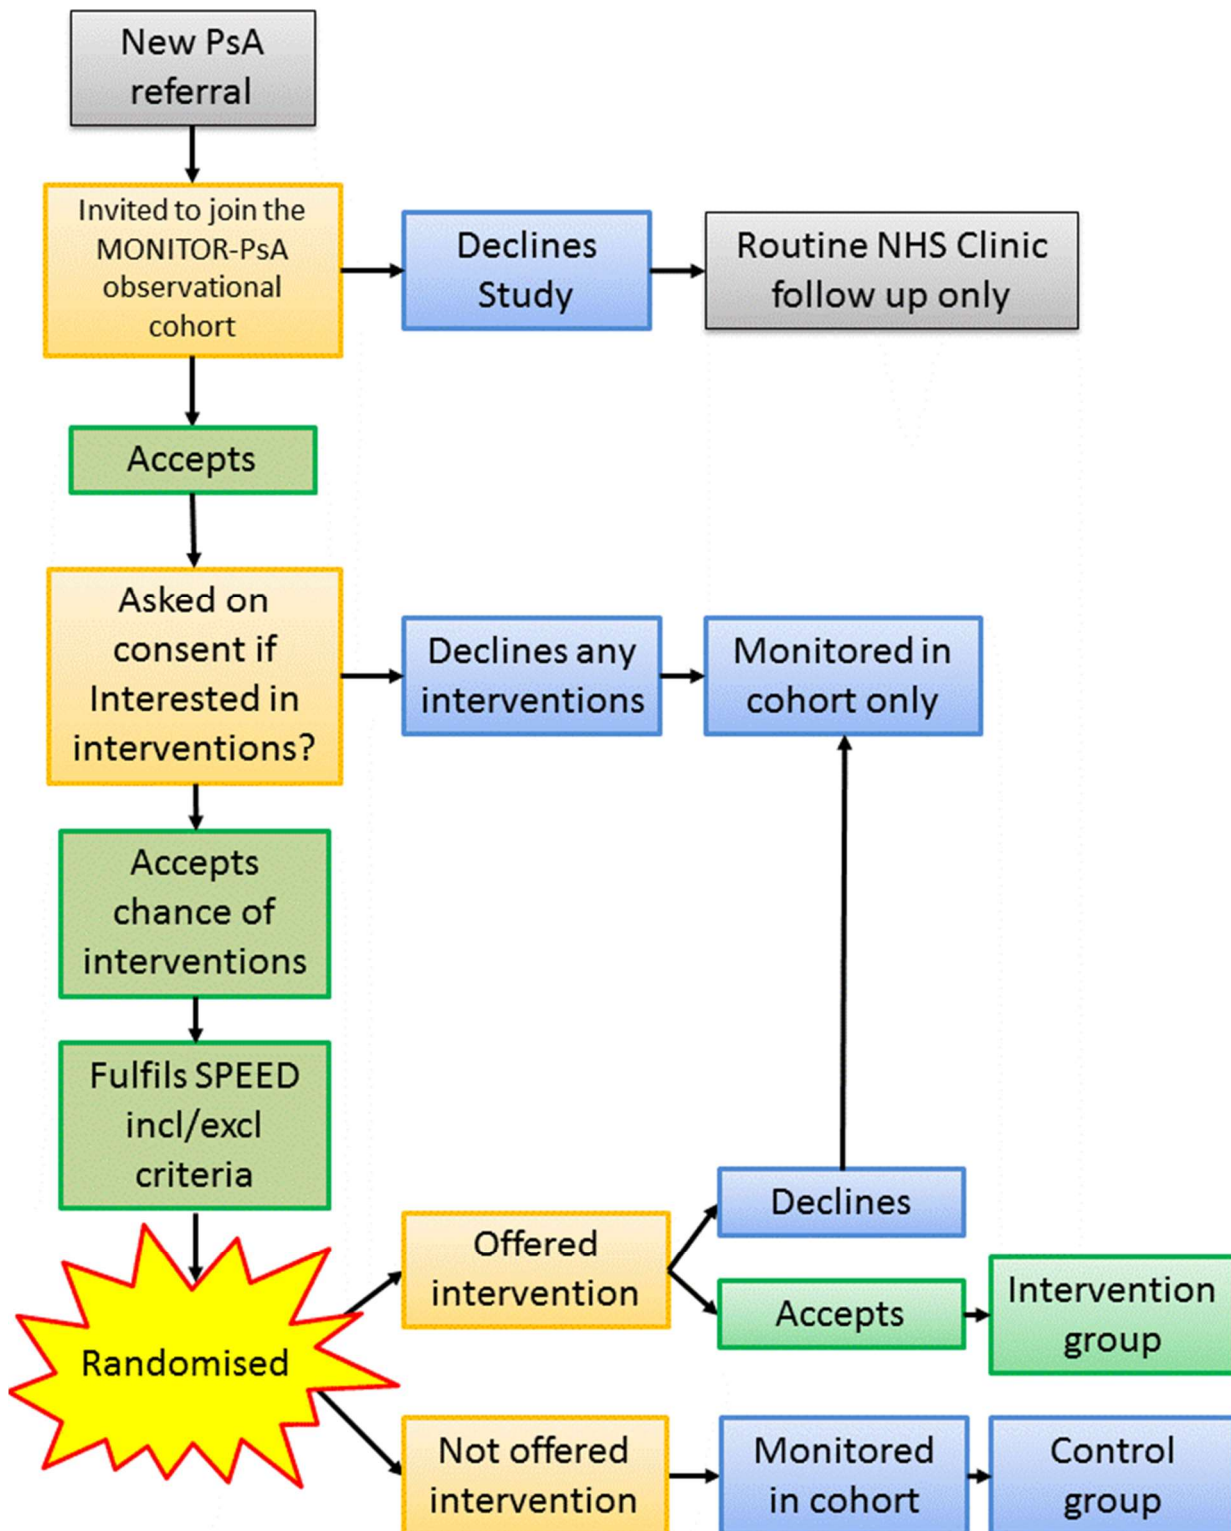 New PsA
referral
Invited to join the
MONITOR-PsA
observational
cohort
Declines
Study
Routine NHS Clinic
follow up only
Accepts
Asked on
consent if
Interested in
interventions?
Declines any
interventions
Monitored in
cohort only
Accepts
chance of
interventions
Fulfils SPEED
incl/excl
criteria
Randomised
Offered
intervention
Declines
Accepts
Intervention
group
Not offered
intervention
Monitored
in cohort
Control
group